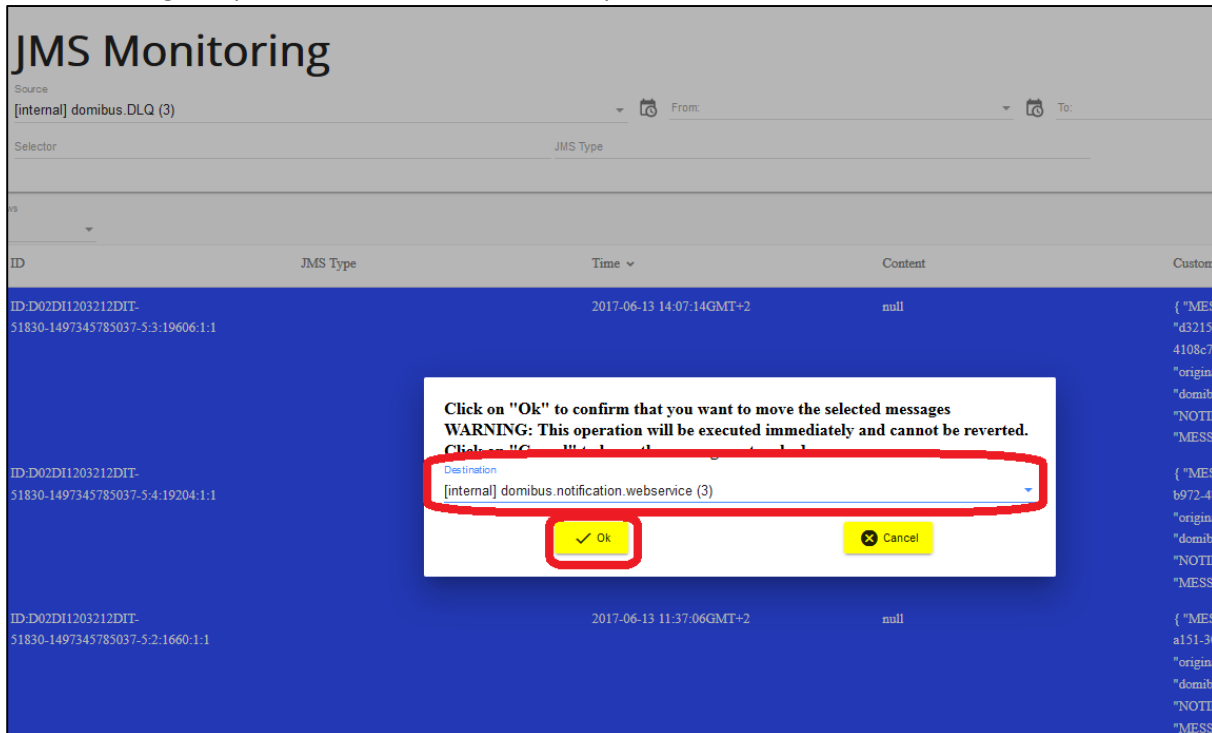 JMS Monitoring
Source
[internal] domibus.DLQ (3)
From:
To:
Selector
JMS Type
ws
ID
JMS Type
Time
Content
Custom
ID:D02DI1203212DIT-
51830-1497345785037-5:3:19606:1:1
2017-06-13 14:07:14GMT+2
null
{ "MES
"d3215
4108c7
"origin
"domib
"NOTI
"MESS
Click on "Ok" to confirm that you want to move the selected messages
WARNING: This operation will be executed immediately and cannot be reverted.
Destination
[internal] domibus.notification.webservice (3)
Ok
Cancel
ID:D02DI1203212DIT-
51830-1497345785037-5:4:19204:1:1
{ "MES
b972-4
"origin
"domib
"NOTI
"MESS
ID:D02DI1203212DIT-
51830-1497345785037-5:2:1660:1:1
2017-06-13 11:37:06GMT+2
null
{ "MES
a151-30
"origin
"domib
"NOTI
"MESS